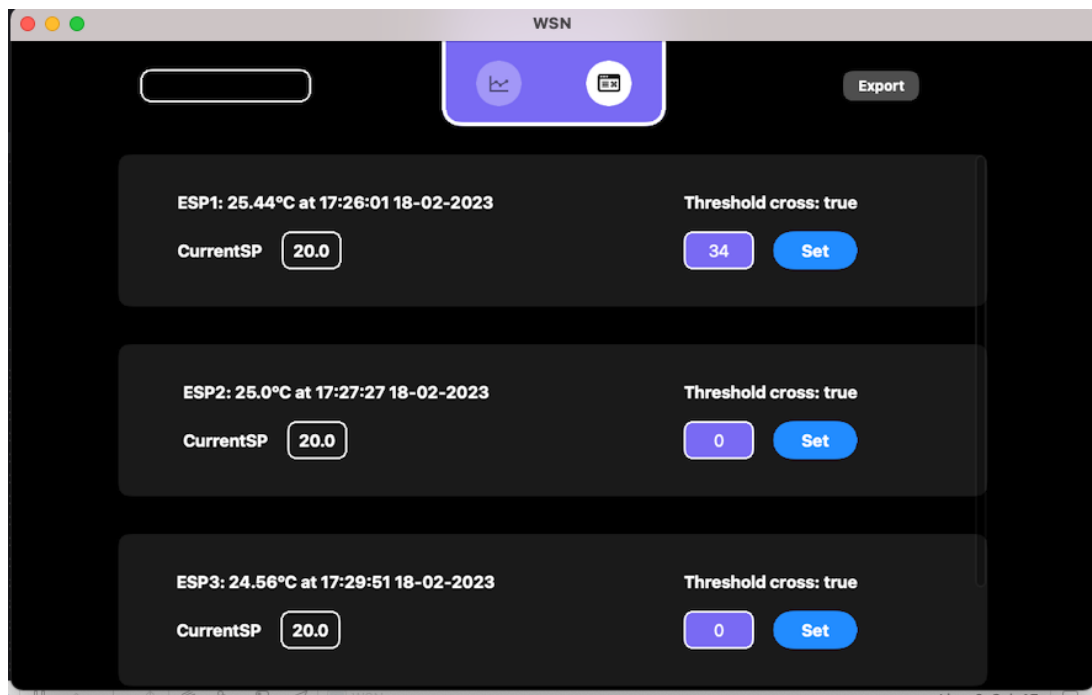 WSN
Export
ESP1: 25.44°C at 17:26:01 18-02-2023
Threshold cross: true
CurrentSP 20.0
34 Set
ESP2: 25.0°C at 17:27:27 18-02-2023
Threshold cross: true
CurrentSP 20.0
0 Set
ESP3: 24.56°C at 17:29:51 18-02-2023
Threshold cross: true
CurrentSP 20.0
0 Set